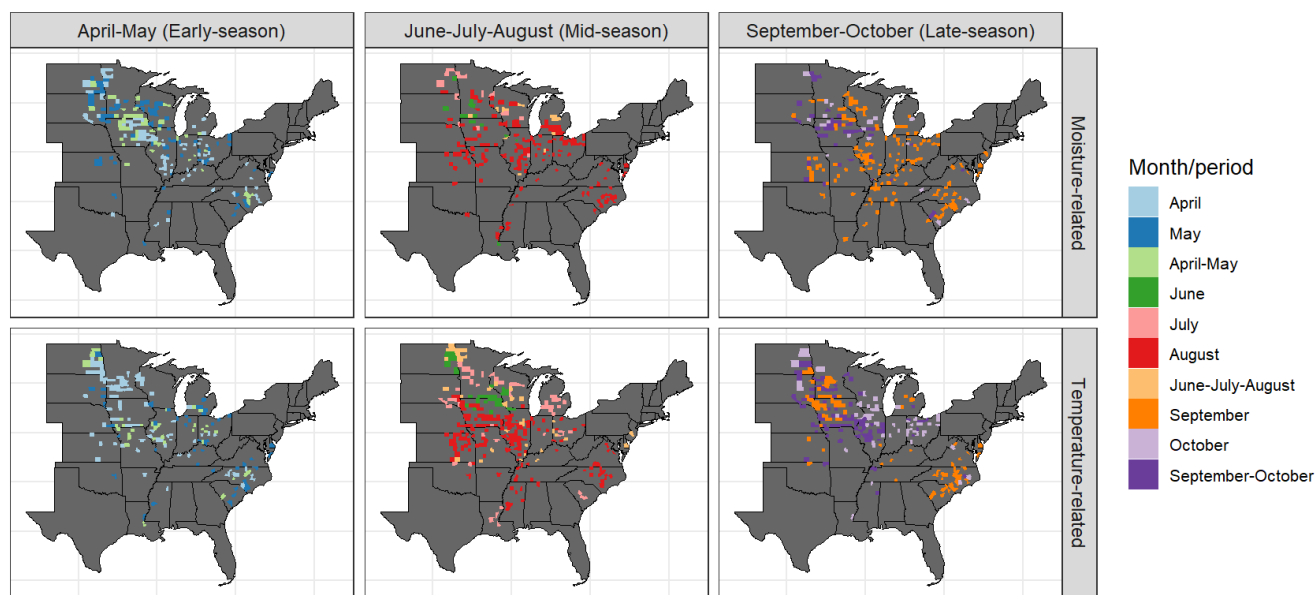 April-May (Early-season)
June-July-August (Mid-season)
September-October (Late-season)
Moisture-related
Temperature-related
Month/period
April
May
April-May
June
July
August
June-July-August
September
October
September-October